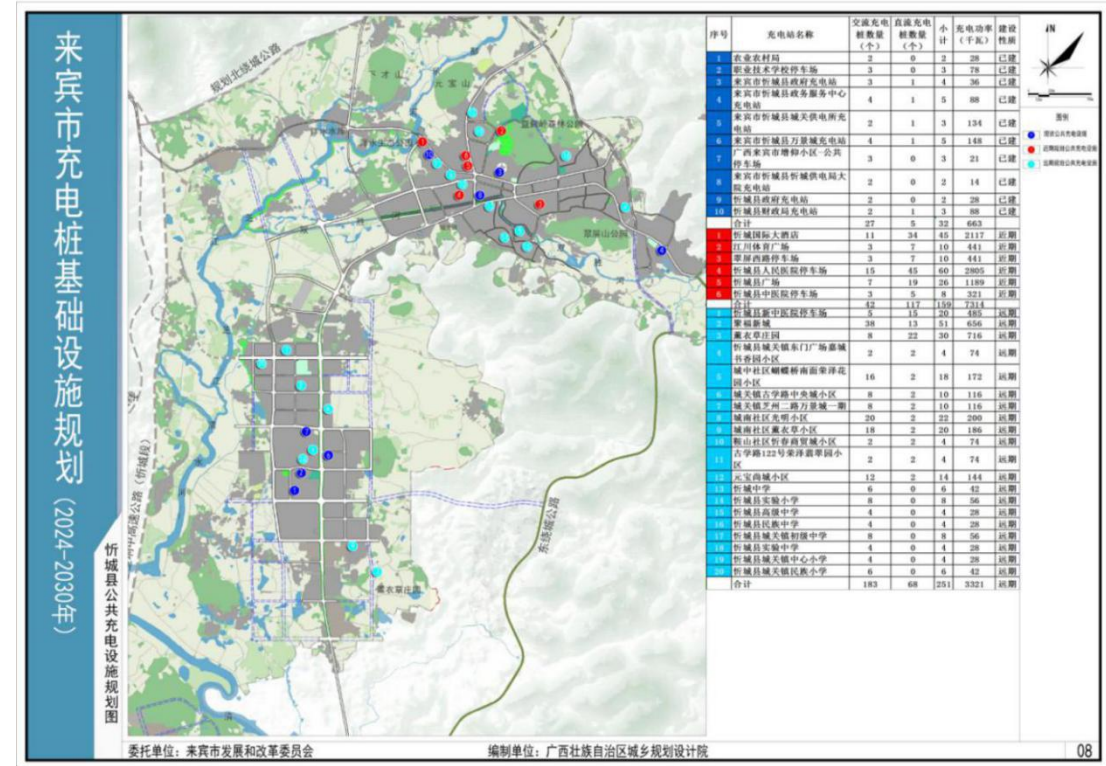 来宾市充电桩基础设施规划(2024-2030年)
忻城县公共充电设施规划图
规划北绕城公路
下才山
元宝山
翠屏山公园
东绕城公路
薰衣草庄园
序号 充电站名称 交流充电桩数量(个) 直流充电桩数量(个) 小计 充电功率(千瓦) 建设性质
1 农业农村局 2 0 2 28 已建
2 职业技术学校停车场 3 0 3 78 已建
3 来宾市忻城县政府充电站 3 1 4 36 已建
4 来宾市忻城县政务服务中心充电站 4 1 5 88 已建
5 来宾市忻城县城关供电所充电站 2 1 3 134 已建
6 来宾市忻城县万景城充电站 4 1 5 148 已建
7 广西来宾市增仰小区-公共停车场 3 0 3 21 已建
8 来宾市忻城县忻城供电局大院充电站 2 0 2 14 已建
9 忻城县政府充电站 2 0 2 28 已建
10 忻城县财政局充电站 2 1 3 88 已建
合计 27 5 32 663
1 忻城国际大酒店 11 34 45 2117 近期
2 江川体育广场 3 7 10 441 近期
3 翠屏西路停车场 3 7 10 441 近期
4 忻城县人民医院停车场 15 45 60 2805 近期
5 忻城县广场 7 19 26 1189 近期
6 忻城县中医院停车场 3 5 8 321 近期
合计 42 117 159 7314
1 忻城县新中医院停车场 5 15 20 485 远期
2 黎福新城 38 13 51 656 远期
3 薰衣草庄园 8 22 30 716 远期
4 忻城县城关镇东门广场嘉城书香园小区 2 2 4 74 远期
5 城中社区蝴蝶桥南面荣泽花园小区 16 2 18 172 远期
6 城关镇古学路中央城小区 8 2 10 116 远期
7 城关镇芝州二路万景城一期 8 2 10 116 远期
8 城南社区光明小区 20 2 22 200 远期
9 城南社区薰衣草小区 18 2 20 186 远期
10 鞍山社区忻春商贸城小区 2 2 4 74 远期
11 古学路122号荣泽翡翠园小区 2 2 4 74 远期
12 元宝尚城小区 12 2 14 144 远期
13 忻城中学 6 0 6 42 远期
14 忻城县实验小学 8 0 8 56 远期
15 忻城县高级中学 4 0 4 28 远期
16 忻城县民族中学 4 0 4 28 远期
17 忻城县城关镇初级中学 8 0 8 56 远期
18 忻城县实验中学 4 0 4 28 远期
19 忻城县城关镇中心小学 4 0 4 28 远期
20 忻城县城关镇民族小学 6 0 6 42 远期
合计 183 68 251 3321 远期
N
图例
现状公共充电设施
近期规划公共充电设施
远期规划公共充电设施
委托单位:来宾市发展和改革委员会
编制单位:广西壮族自治区城乡规划设计院
08